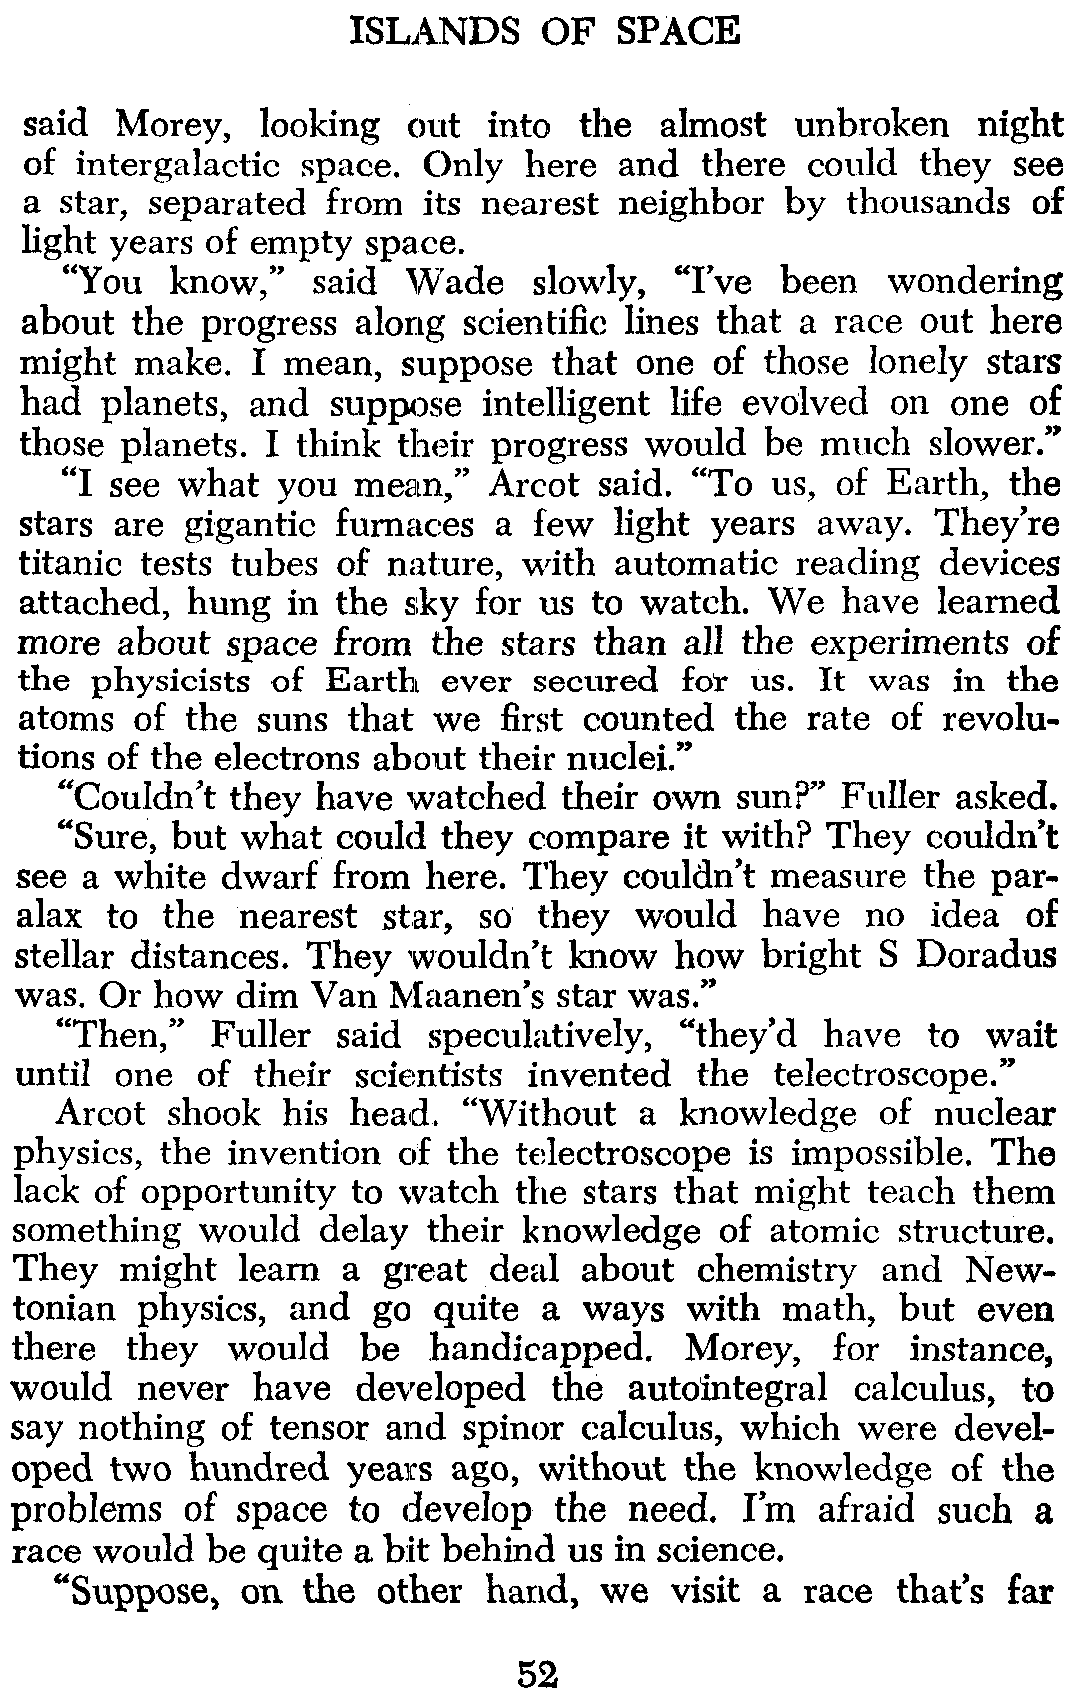 ISLANDS OF SPACE
said Morey, looking out into the almost unbroken night
of intergalactic space. Only here and there could they see
a star, separated from its nearest neighbor by thousands of
light years of empty space.
“You know,” said Wade slowly, “I’ve been wondering
about the progress along scientific lines that a race out here
might make. I mean, suppose that one of those lonely stars
had planets, and suppose intelligent life evolved on one of
those planets. I think their progress would be much slower.”
“I see what you mean,” Arcot said. “To us, of Earth, the
stars are gigantic furnaces a few light years away. They’re
titanic tests tubes of nature, with automatic reading devices
attached, hung in the sky for us to watch. We have learned
more about space from the stars than all the experiments of
the physicists of Earth ever secured for us. It was in the
atoms of the suns that we first counted the rate of revolu-
tions of the electrons about their nuclei.”
“Couldn’t they have watched their own sun?” Fuller asked.
“Sure, but what could they compare it with? They couldn’t
see a white dwarf from here. They couldn’t measure the par-
alax to the nearest star, so they would have no idea of
stellar distances. They wouldn’t know how bright S Doradus
was. Or how dim Van Maanen’s star was.”
“Then,” Fuller said speculatively, “they’d have to wait
until one of their scientists invented the telectroscope.”
Arcot shook his head. “Without a knowledge of nuclear
physics, the invention of the telectroscope is impossible. The
lack of opportunity to watch the stars that might teach them
something would delay their knowledge of atomic structure.
They might learn a great deal about chemistry and New-
tonian physics, and go quite a ways with math, but even
there they would be handicapped. Morey, for instance,
would never have developed the autointegral calculus, to
say nothing of tensor and spinor calculus, which were devel-
oped two hundred years ago, without the knowledge of the
problems of space to develop the need. I’m afraid such a
race would be quite a bit behind us in science.
“Suppose, on the other hand, we visit a race that’s far
52